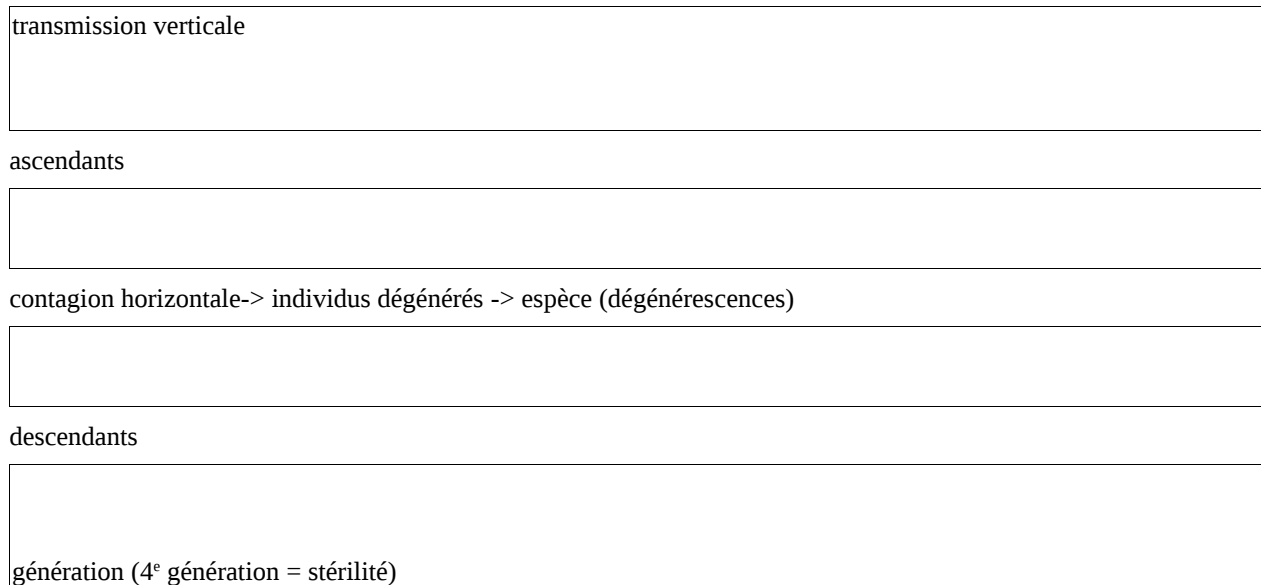 transmission verticale
ascendants
contagion horizontale-> individus dégénérés -> espèce (dégénérescences)
descendants
génération (4e génération = stérilité)